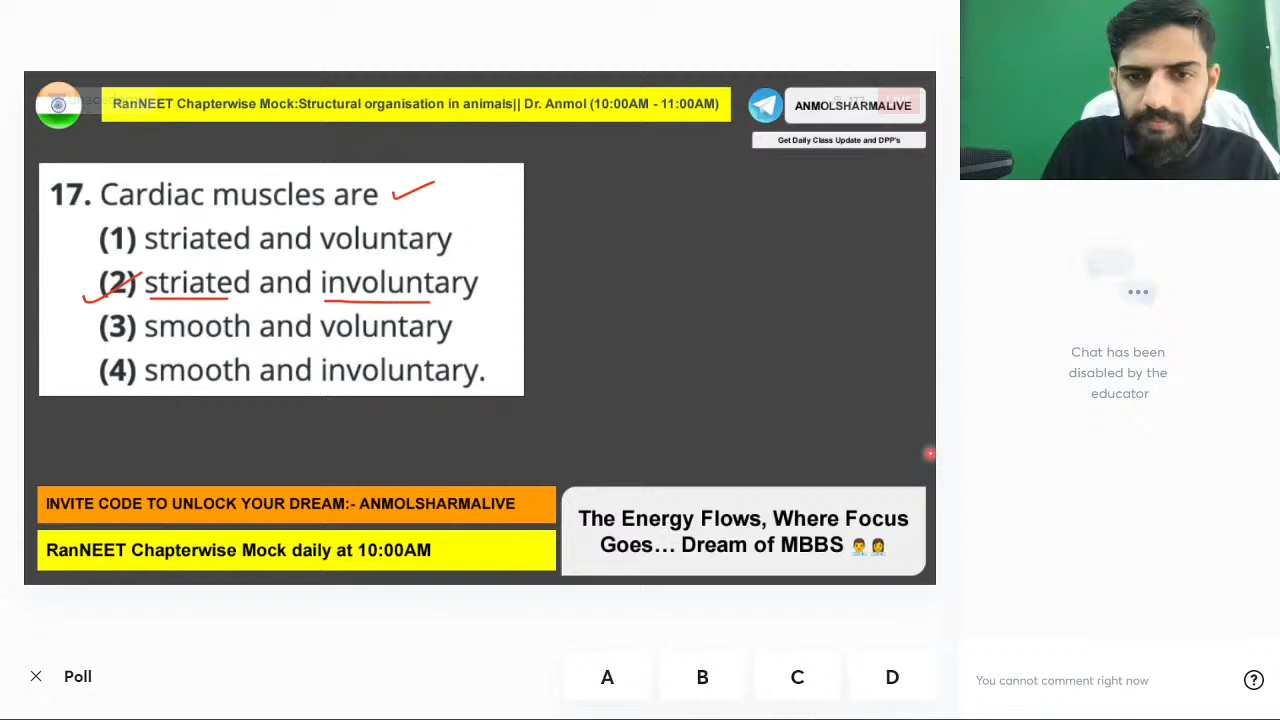 RanNEET Chapterwise Mock:Structural organisation in animals|| Dr. Anmol (10:00AM - 11:00AM)
ANMOLSHARMALIVE
Get Daily Class Update and DPP's
17. Cardiac muscles are
(1) striated and voluntary
(2) striated and involuntary
(3) smooth and voluntary
(4) smooth and involuntary.
INVITE CODE TO UNLOCK YOUR DREAM:- ANMOLSHARMALIVE
RanNEET Chapterwise Mock daily at 10:00AM
The Energy Flows, Where Focus
Goes... Dream of MBBS
Chat has been
disabled by the
educator
× Poll
A B C D
You cannot comment right now